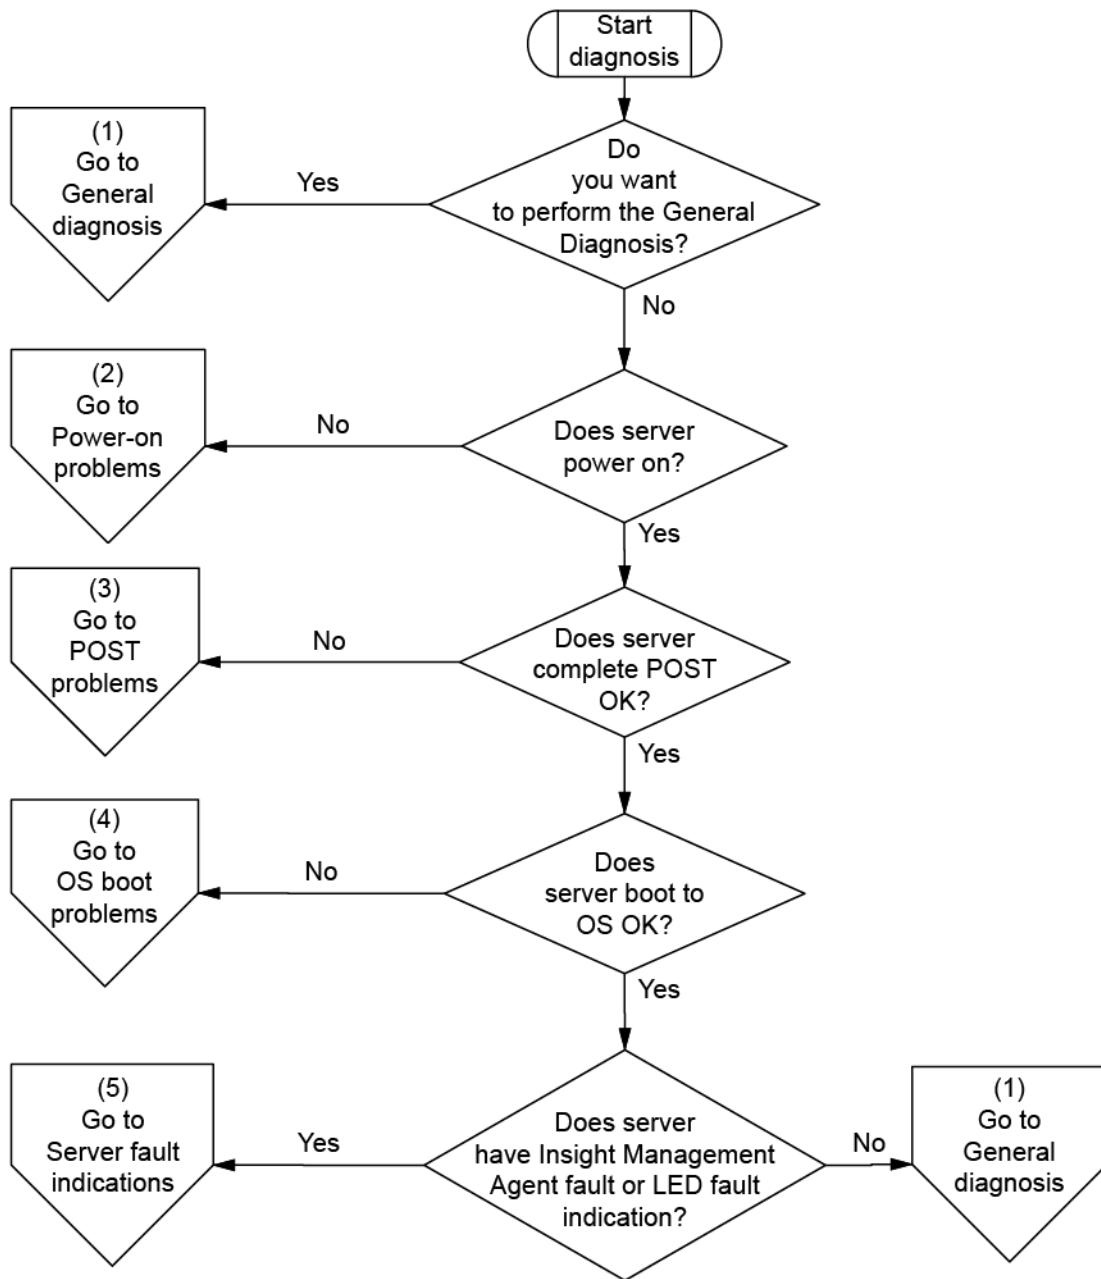 Start
diagnosis
Do
you want
to perform the General
Diagnosis?
Yes
(1)
Go to
General
diagnosis
No
Does server
power on?
No
(2)
Go to
Power-on
problems
Yes
Does server
complete POST
OK?
No
(3)
Go to
POST
problems
Yes
Does
server boot to
OS OK?
No
(4)
Go to
OS boot
problems
Yes
Does server
have Insight Management
Agent fault or LED fault
indication?
Yes
(5)
Go to
Server fault
indications
No
(1)
Go to
General
diagnosis